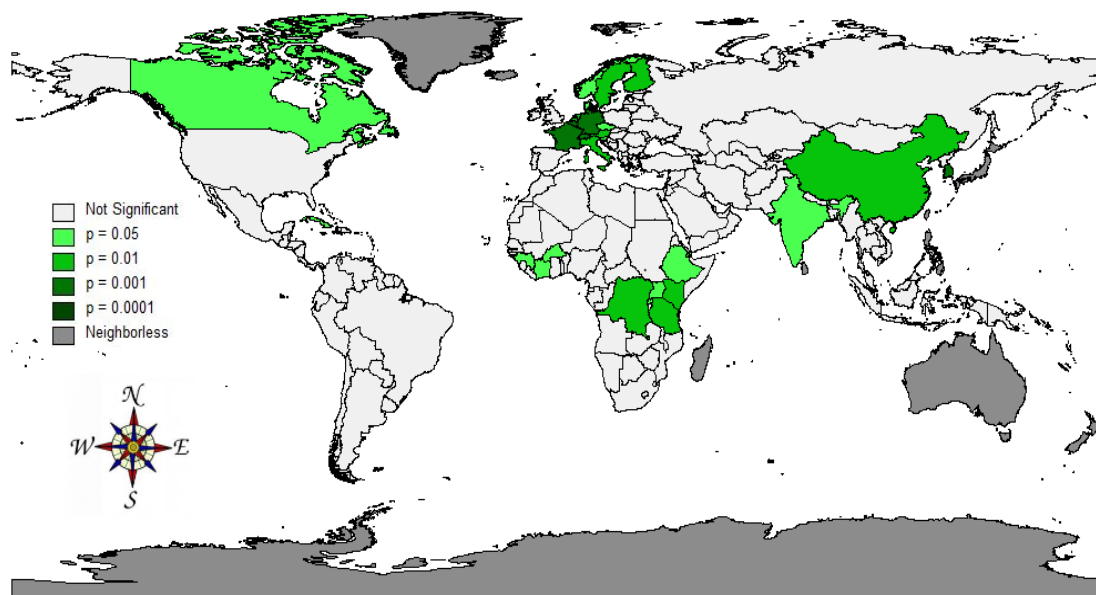 Not Significant
p = 0.05
p = 0.01
p = 0.001
p = 0.0001
Neighborless
N
W E
S